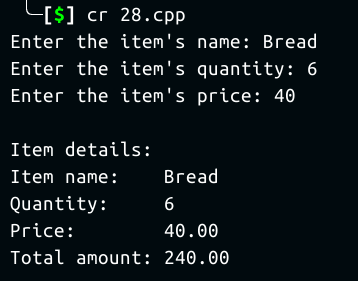 [$] cr 28.cpp
Enter the item's name: Bread
Enter the item's quantity: 6
Enter the item's price: 40
Item details:
Item name:    Bread
Quantity:     6
Price:        40.00
Total amount: 240.00